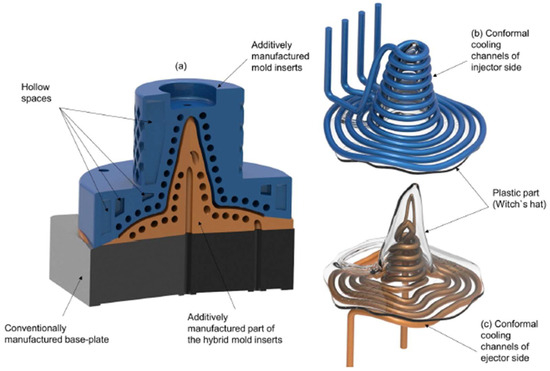 (a)
Additively
manufactured
mold inserts
Hollow
spaces
Conventionally
manufactured base-plate
Additively
manufactured part of
the hybrid mold inserts
(b) Conformal
cooling
channels of
injector side
Plastic part
(Witch`s hat)
(c) Conformal
cooling
channels of
ejector side